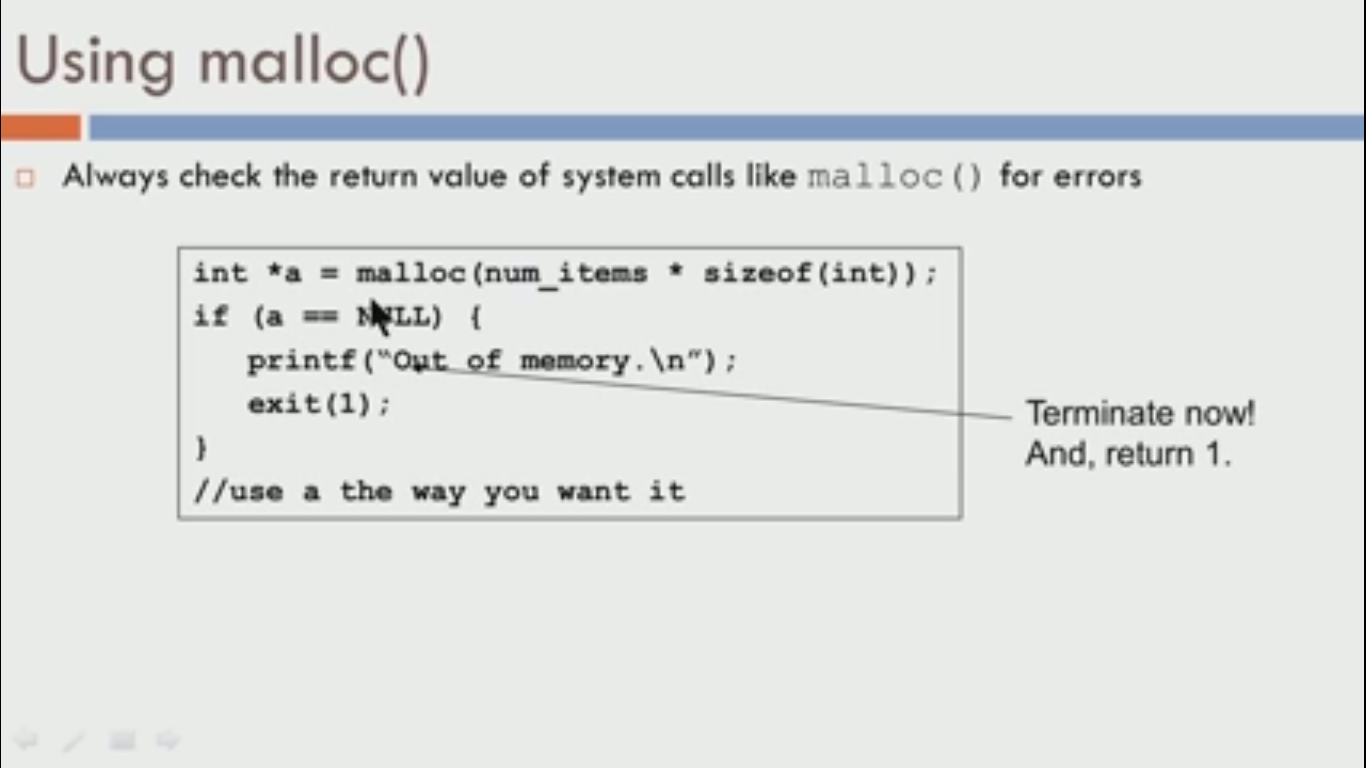 Using malloc()
Always check the return value of system calls like malloc() for errors
int *a = malloc(num_items * sizeof(int));
if (a == NULL) {
printf(“Out of memory.\n”);
exit(1);
}
//use a the way you want it
Terminate now!
And, return 1.